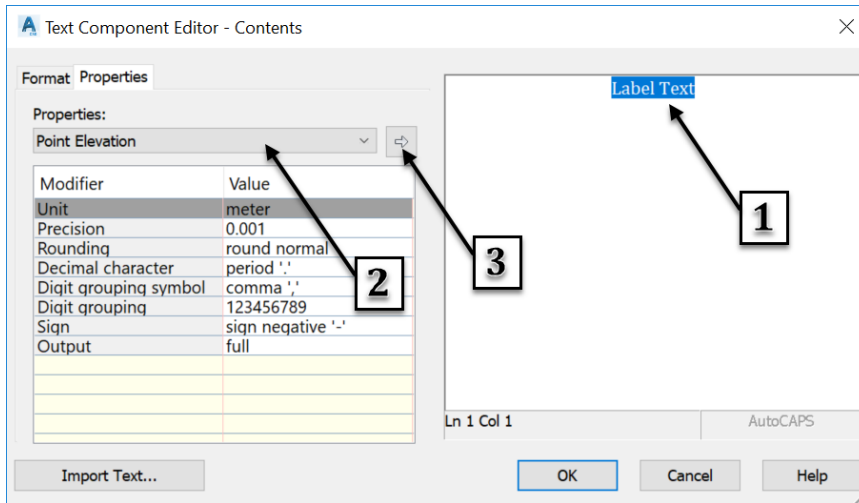 Text Component Editor - Contents
Format Properties
Properties:
Point Elevation
Modifier Value
Unit meter
Precision 0.001
Rounding round normal
Decimal character period '.'
Digit grouping symbol comma ','
Digit grouping 123456789
Sign sign negative '-'
Output full
Label Text
1
2
3
Ln 1 Col 1 AutoCAPS
Import Text... OK Cancel Help